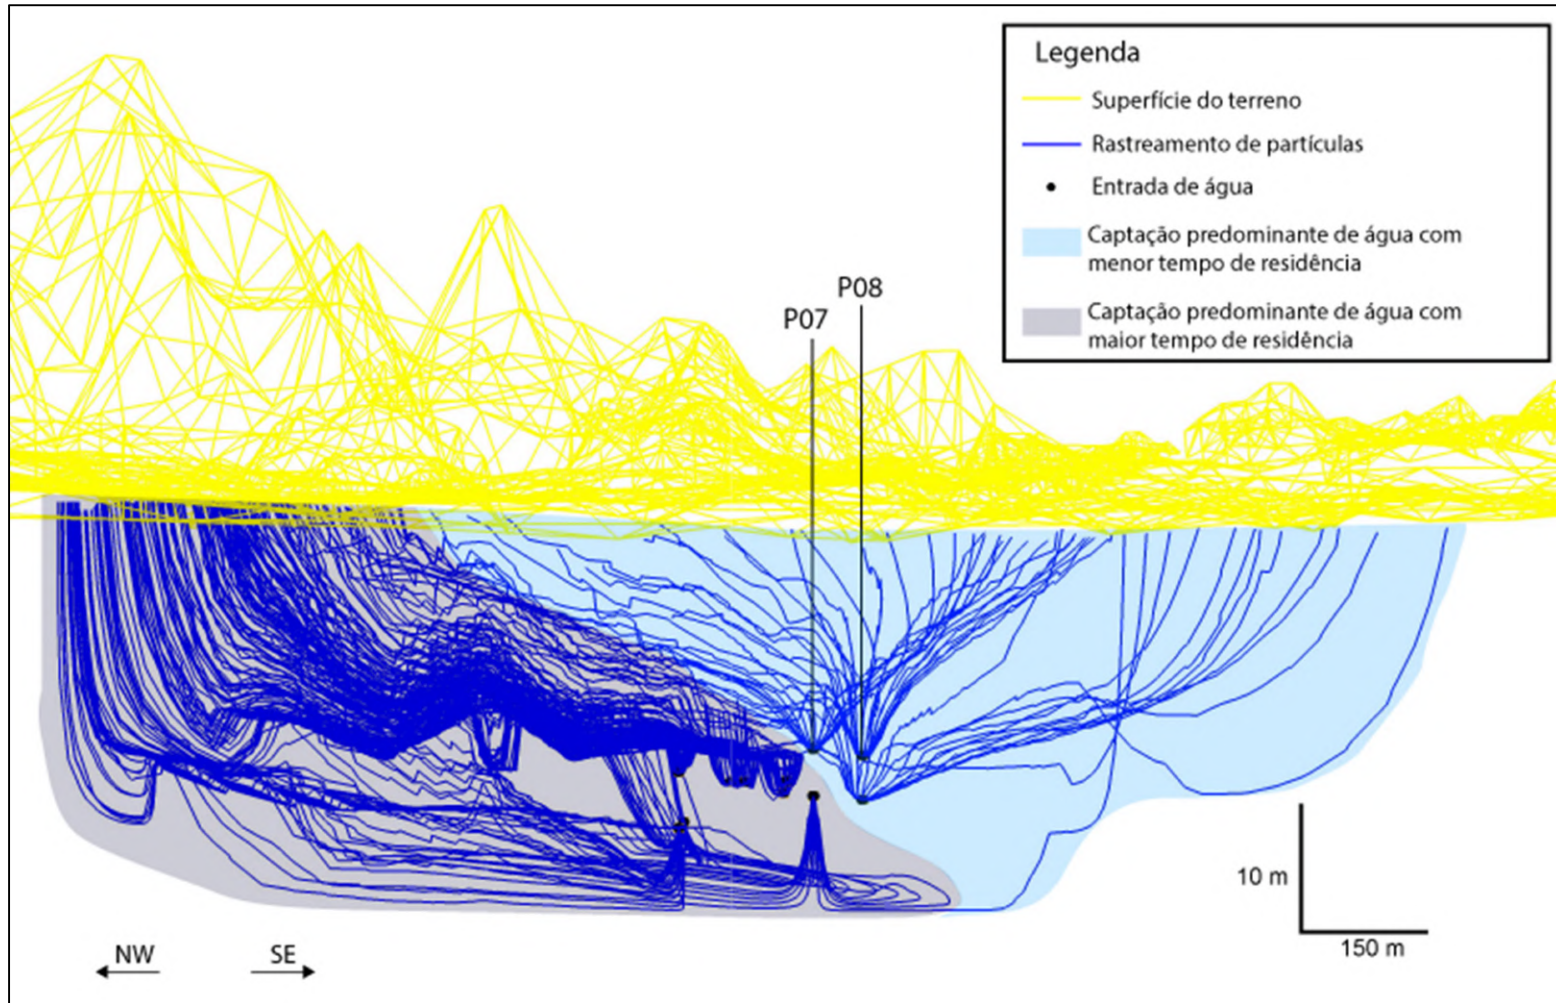 Legenda
Superfície do terreno
Rastreamento de partículas
Entrada de água
Captação predominante de água com
menor tempo de residência
Captação predominante de água com
maior tempo de residência
P08
P07
10 m
150 m
NW
SE